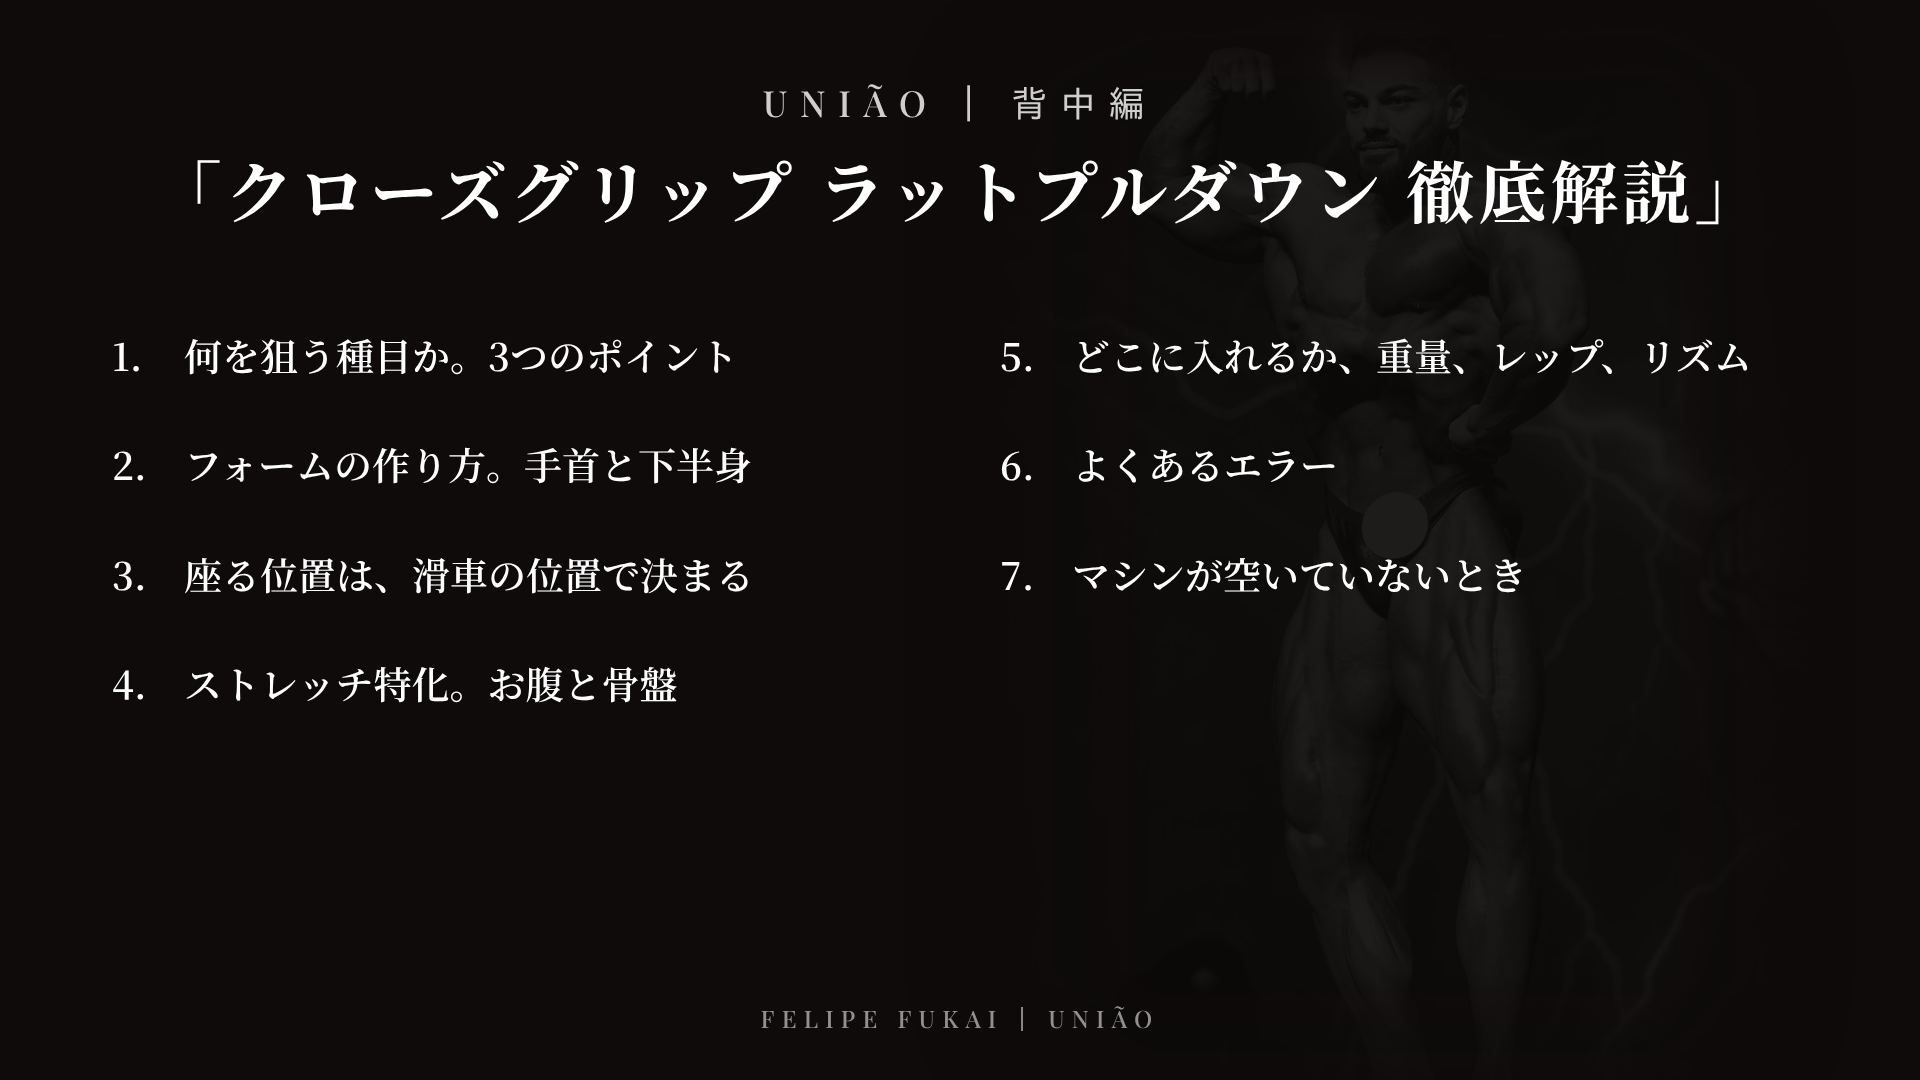 UNIÃO | 背中編
「クローズグリップ ラットプルダウン 徹底解説」
1. 何を狙う種目か。3つのポイント
2. フォームの作り方。手首と下半身
3. 座る位置は、滑車の位置で決まる
4. ストレッチ特化。お腹と骨盤
5. どこに入れるか、重量、レップ、リズム
6. よくあるエラー
7. マシンが空いていないとき
FELIPE FUKAI | UNIÃO